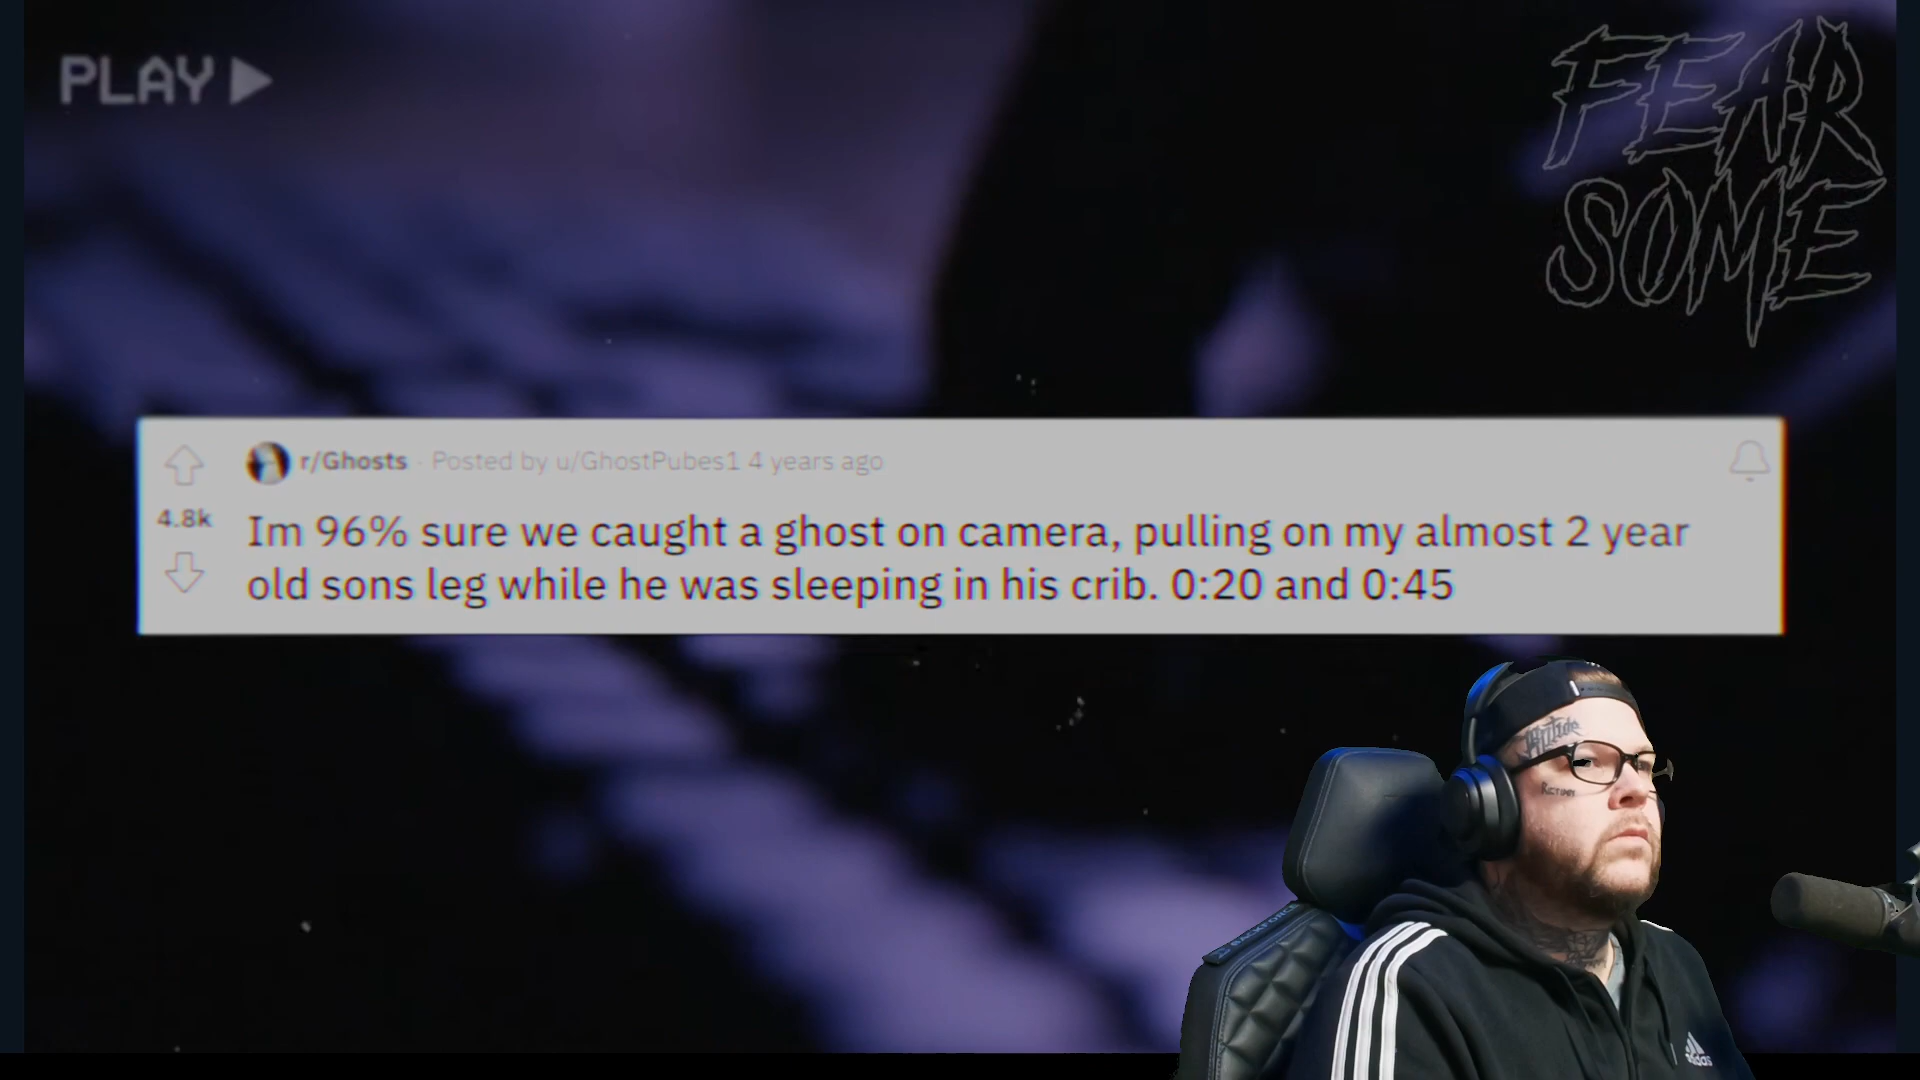 PLAY
FEAR
SOME
r/Ghosts · Posted by u/GhostPubes1 4 years ago
4.8k
Im 96% sure we caught a ghost on camera, pulling on my almost 2 year
old sons leg while he was sleeping in his crib. 0:20 and 0:45
BACKFORCE
adidas